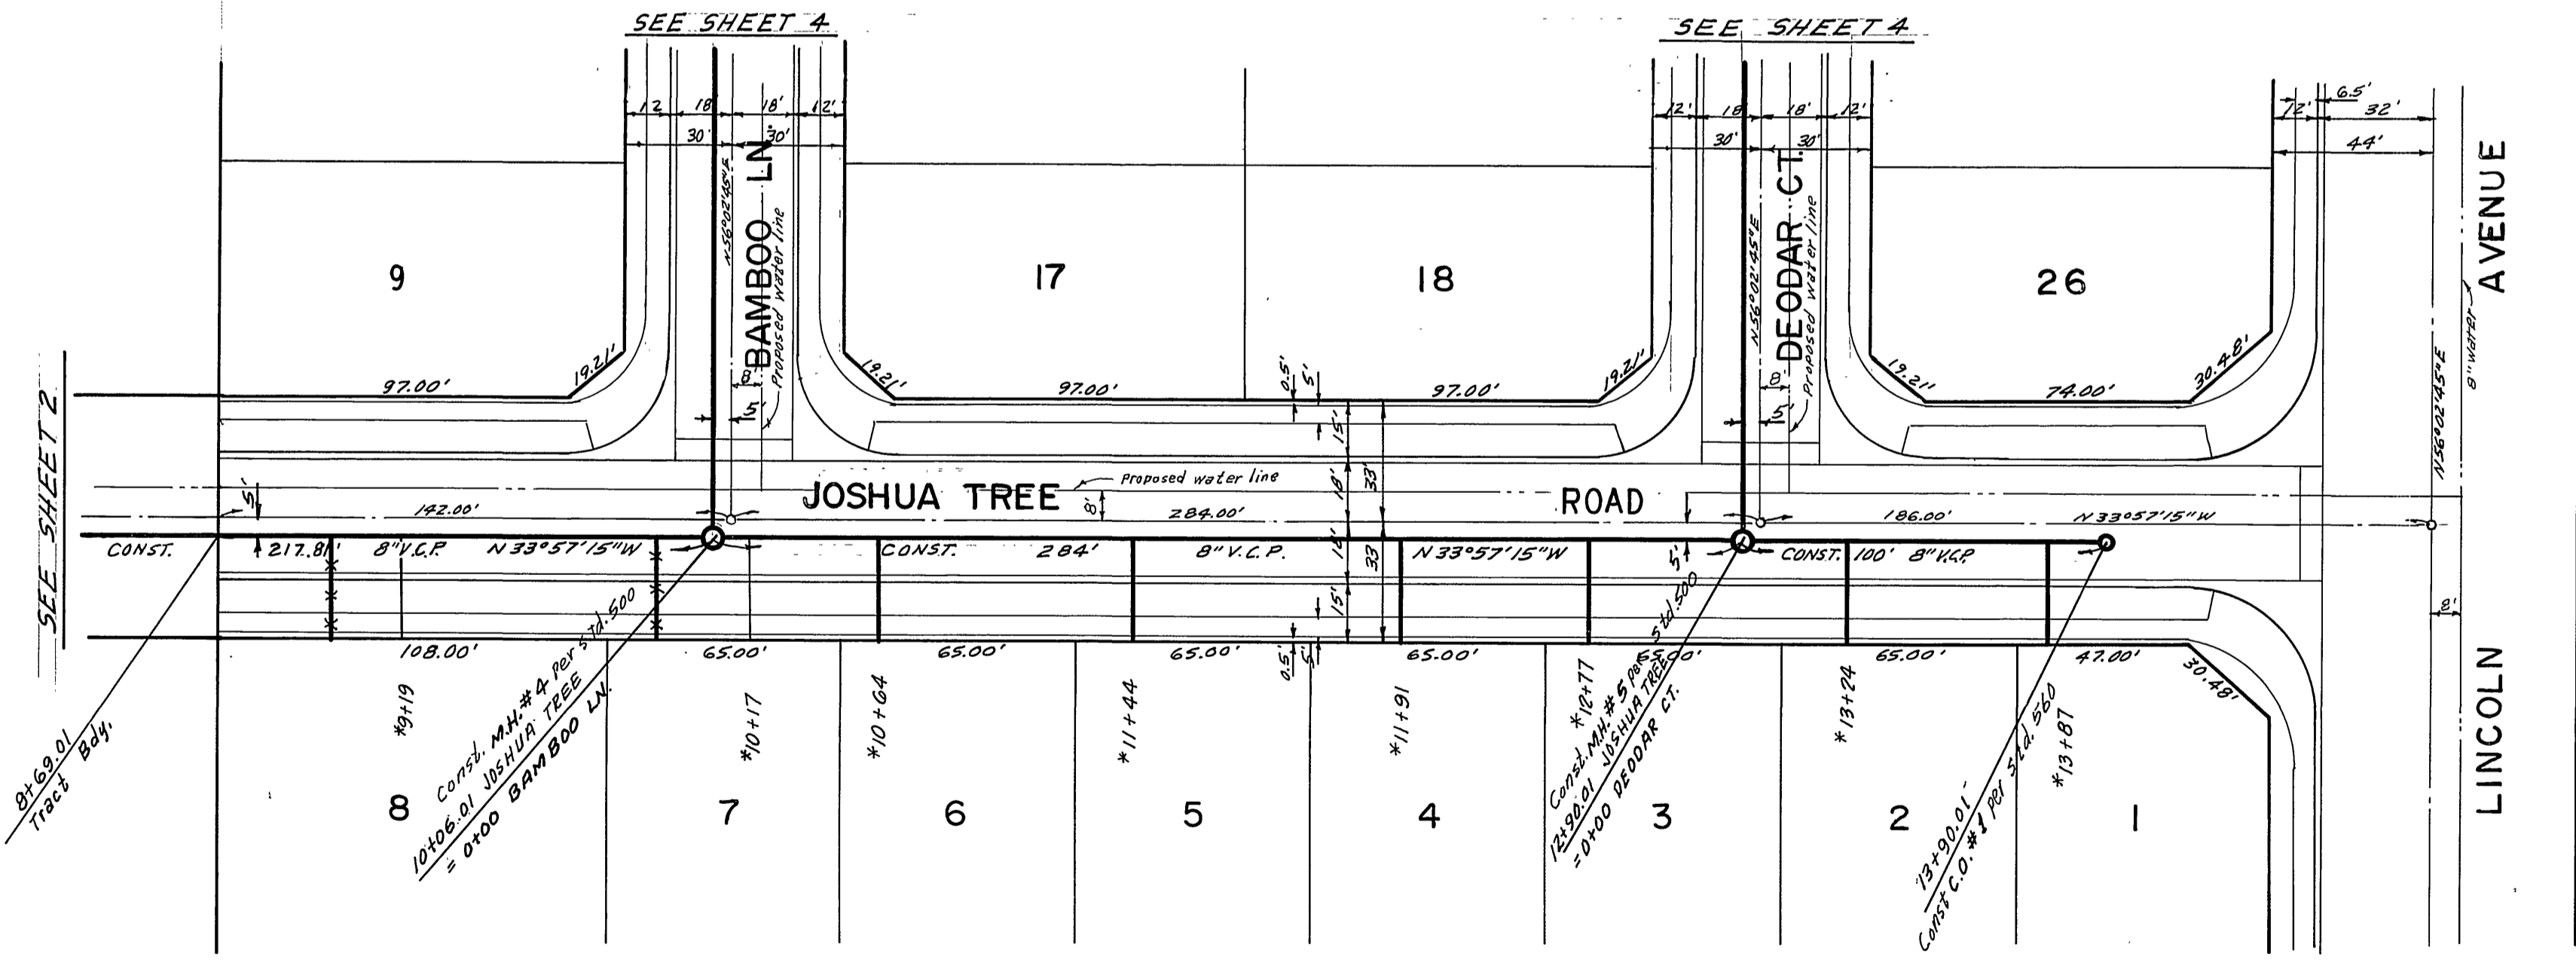 SEE SHEET 4
SEE SHEET 4
12 18 18' 12'
30' 30'
12' 18 18' 12'
30' 30'
12' 6.5' 32'
44'
N56°02'45"E
BAMBOO LN.
Proposed water line
N56°02'45"E
DEODAR CT.
Proposed water line
AVENUE
8" water
N56°02'45"E
9
17
18
26
SEE SHEET 2
97.00'
19.21'
19.21'
97.00'
0.5'
5'
97.00'
19.21'
19.21'
74.00'
30.48'
8'
5'
8'
5'
15'
18'
33'
5'
142.00'
JOSHUA TREE
Proposed water line
8'
284.00'
ROAD
186.00'
N33°57'15"W
CONST. 217.81' 8" V.C.P. N33°57'15"W
CONST. 284' 8" V.C.P. N33°57'15"W
CONST. 100' 8" V.C.P.
5'
18'
33'
15'
8'
108.00'
65.00'
65.00'
65.00'
0.5'
5'
65.00'
65.00'
65.00'
47.00'
30.48'
8+69.01
Tract Bdy.
*9+19
Const. M.H.#4 per Std.500
10+06.01 JOSHUA TREE
= 0+00 BAMBOO LN.
*10+17
*10+64
*11+44
*11+91
*12+77
Const. M.H.#5 per Std.500
12+90.01 JOSHUA TREE
= 0+00 DEODAR CT.
*13+24
13+90.01
Const C.O.#1 per Std.560
*13+87
8
7
6
5
4
3
2
1
LINCOLN